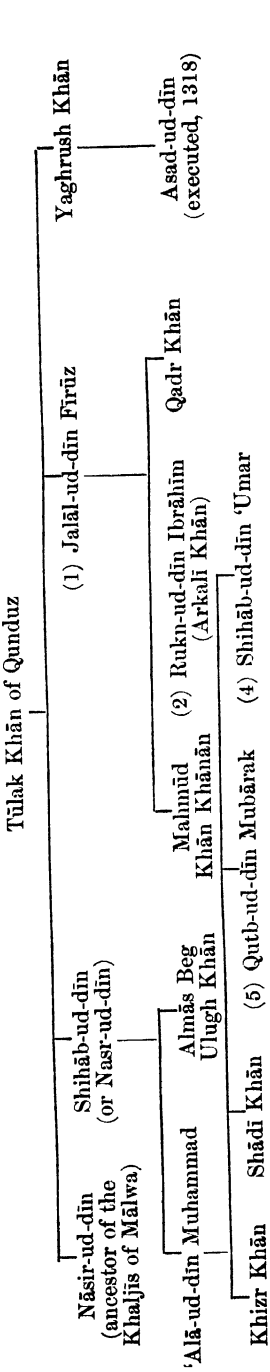 Tūlak Khān of Qunduz
Nāsir-ud-dīn
(ancestor of the
Khaljīs of Mālwa)
Shihāb-ud-dīn
(or Nasr-ud-dīn)
(1) Jalāl-ud-dīn Fīrūz
Yaghrush Khān
‘Alā-ud-dīn Muhammad
Almās Beg
Ulugh Khān
Mahmūd
Khān Khānān
(2) Rukn-ud-dīn Ibrāhīm
(Arkalī Khān)
Qadr Khān
Asad-ud-dīn
(executed, 1318)
Khizr Khān
Shādī Khān
(5) Qutb-ud-dīn Mubārak
(4) Shihāb-ud-dīn ‘Umar